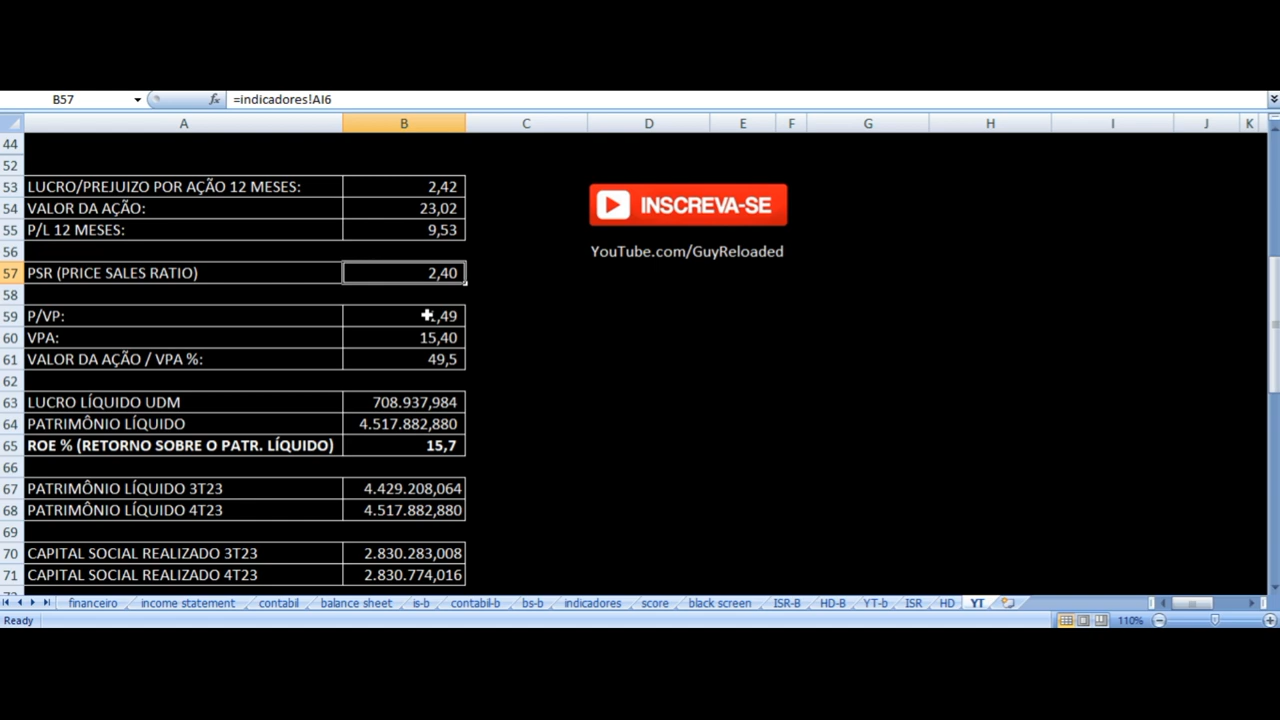 B57 fx =indicadores!AI6
A B C D E F G H I J K
44
52
53 LUCRO/PREJUIZO POR AÇÃO 12 MESES: 2,42
54 VALOR DA AÇÃO: 23,02
55 P/L 12 MESES: 9,53
56
57 PSR (PRICE SALES RATIO) 2,40
58
59 P/VP: ,49
60 VPA: 15,40
61 VALOR DA AÇÃO / VPA %: 49,5
62
63 LUCRO LÍQUIDO UDM 708.937,984
64 PATRIMÔNIO LÍQUIDO 4.517.882,880
65 ROE % (RETORNO SOBRE O PATR. LÍQUIDO) 15,7
66
67 PATRIMÔNIO LÍQUIDO 3T23 4.429.208,064
68 PATRIMÔNIO LÍQUIDO 4T23 4.517.882,880
69
70 CAPITAL SOCIAL REALIZADO 3T23 2.830.283,008
71 CAPITAL SOCIAL REALIZADO 4T23 2.830.774,016
INSCREVA-SE
YouTube.com/GuyReloaded
financeiro income statement contabil balance sheet is-b contabil-b bs-b indicadores score black screen ISR-B HD-B YT-b ISR HD YT
Ready 110%